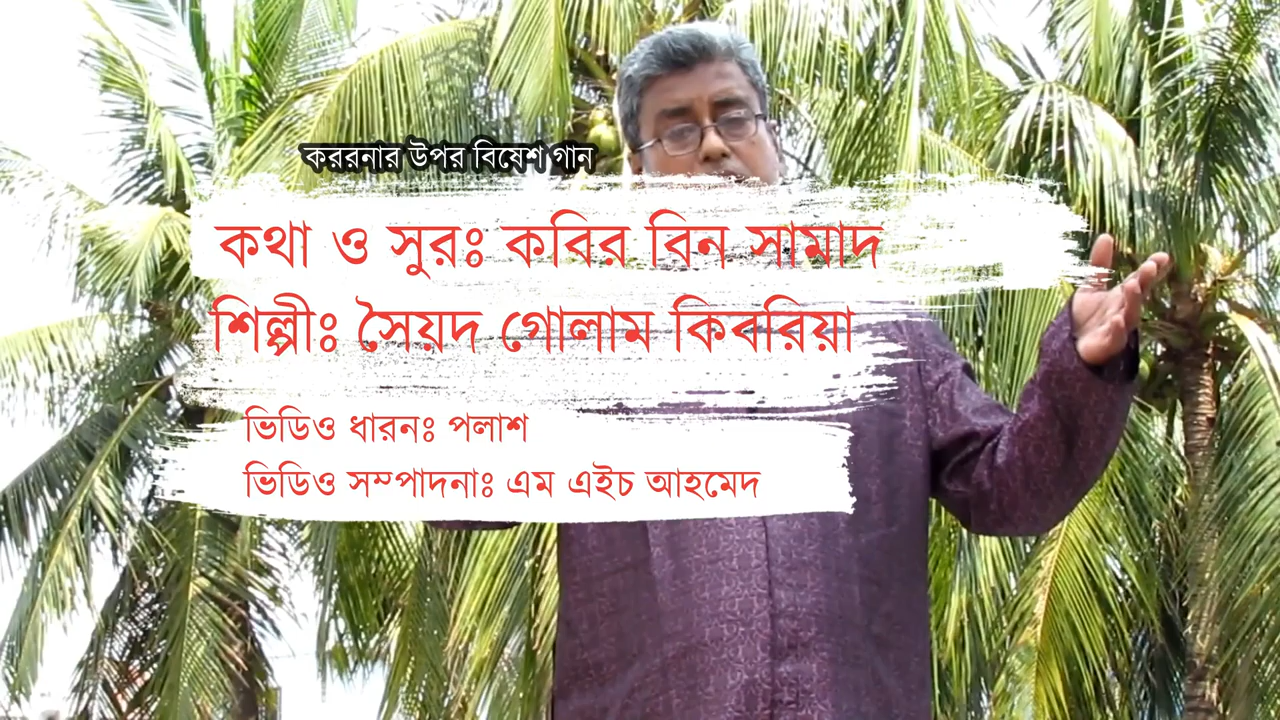 কররনার উপর বিষেশ গান
কথা ও সুরঃ কবির বিন সামাদ
শিল্পীঃ সৈয়দ গোলাম কিবরিয়া
ভিডিও ধারনঃ পলাশ
ভিডিও সম্পাদনাঃ এম এইচ আহমেদ